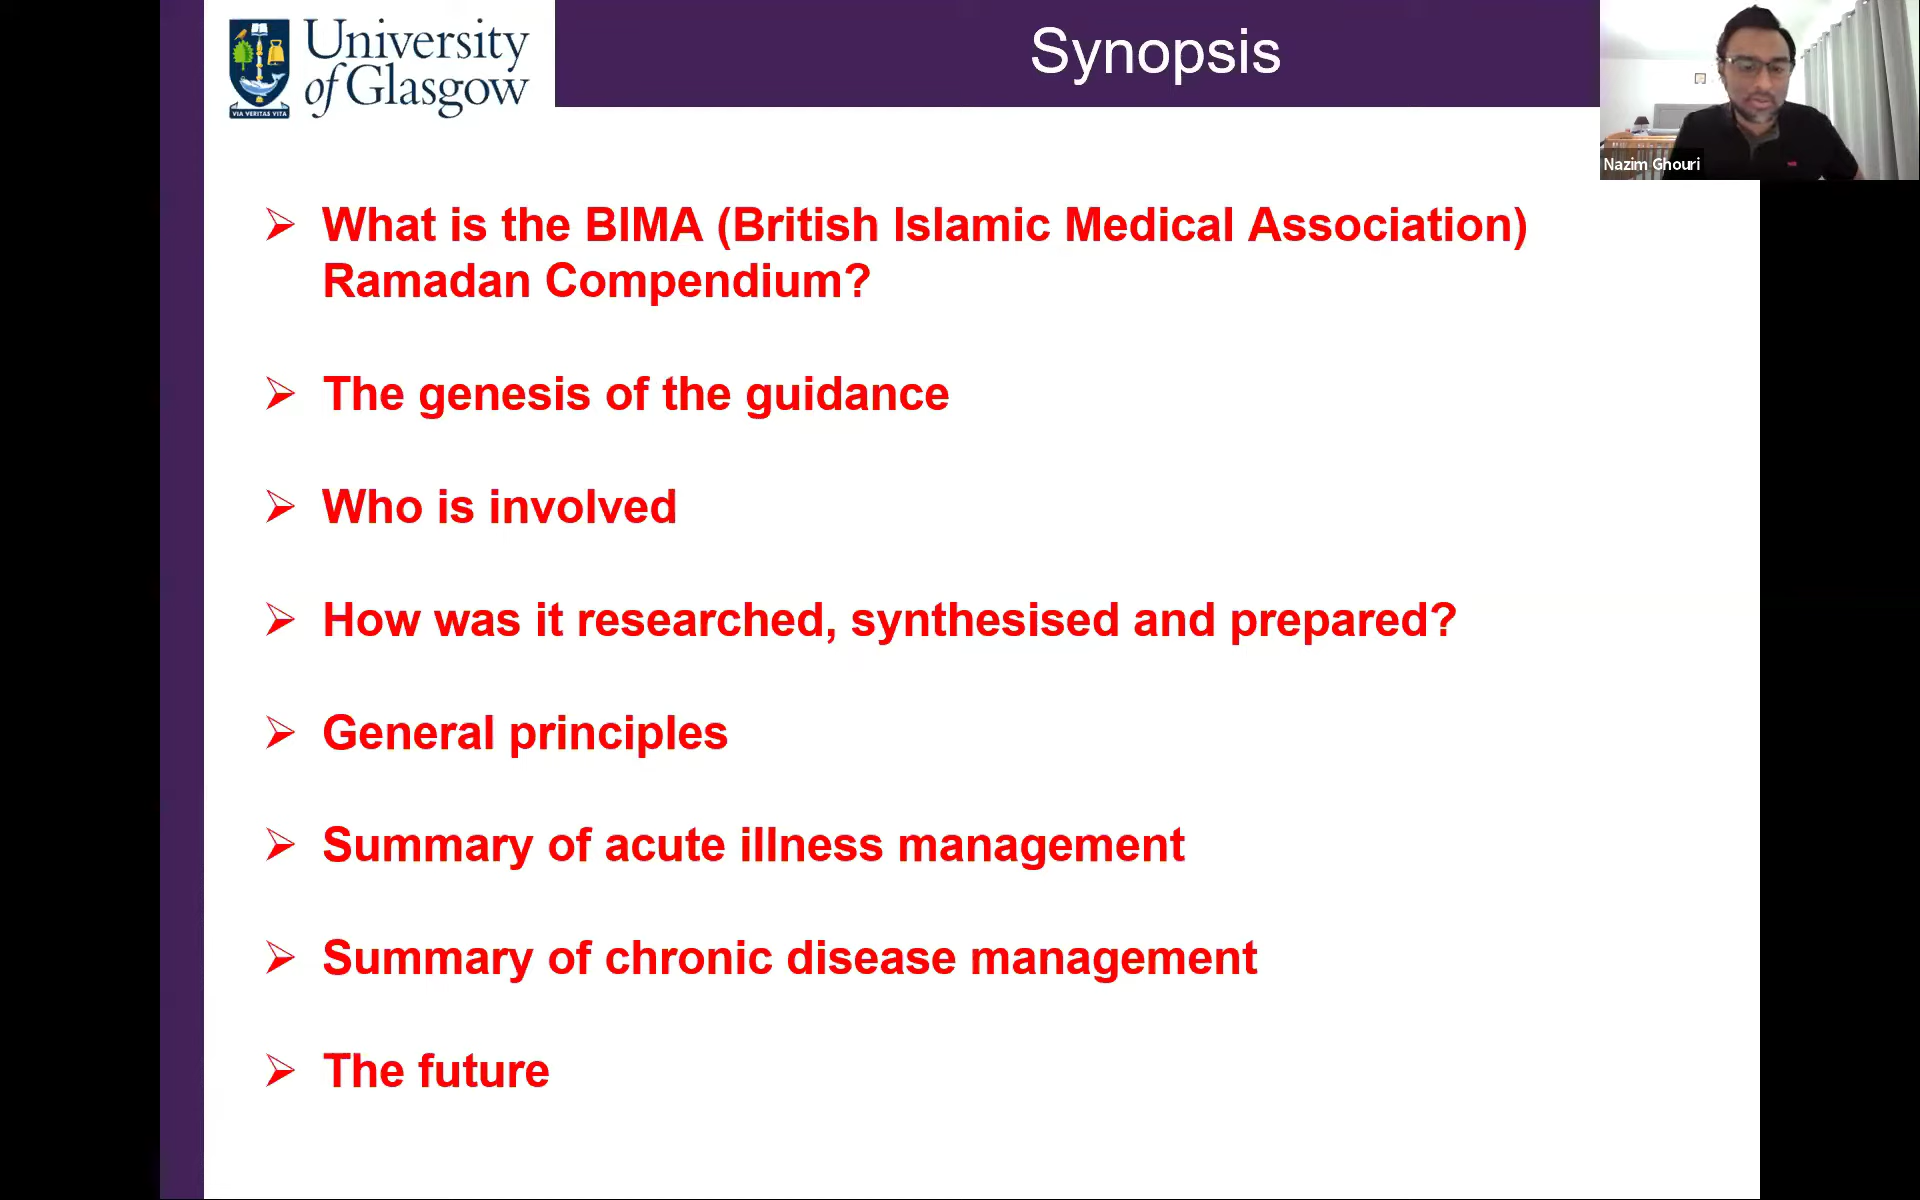 University
of Glasgow
VIA VERITAS VITA
Synopsis
Nazim Ghouri
What is the BIMA (British Islamic Medical Association)
Ramadan Compendium?
The genesis of the guidance
Who is involved
How was it researched, synthesised and prepared?
General principles
Summary of acute illness management
Summary of chronic disease management
The future